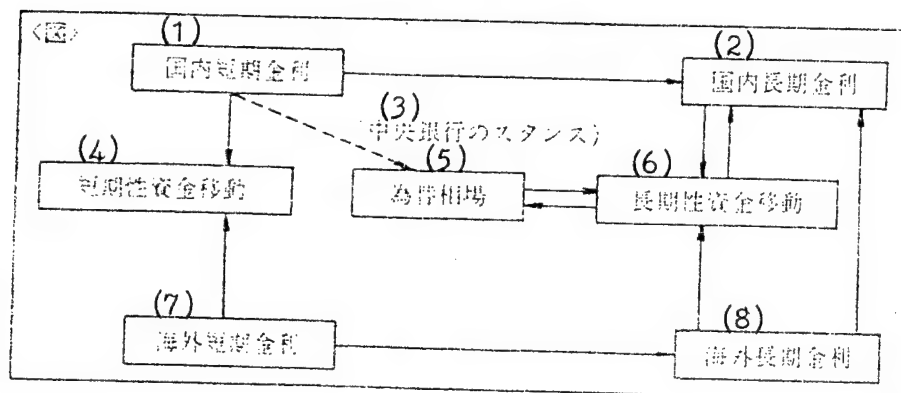 〈図〉
(1)
国内短期金利
(2)
国内長期金利
(3)
(中央銀行のスタンス)
(4)
短期性資金移動
(5)
為替相場
(6)
長期性資金移動
(7)
海外短期金利
(8)
海外長期金利